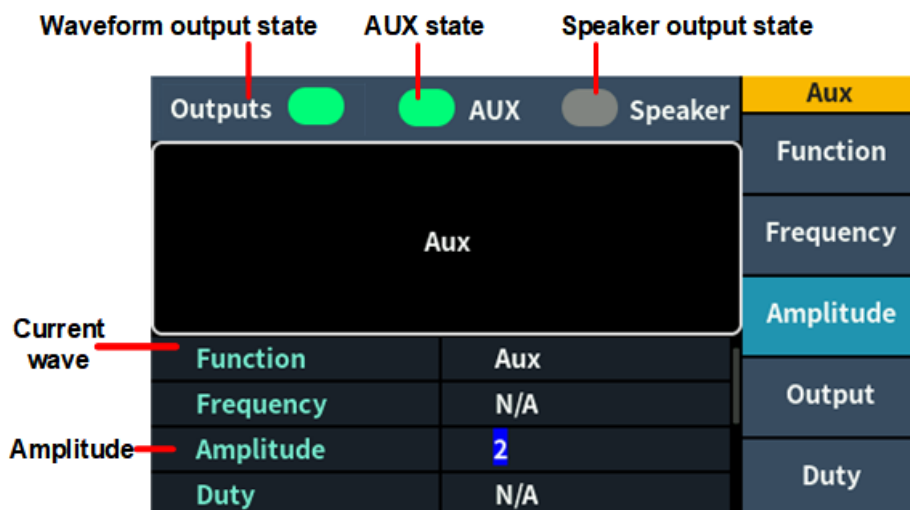 Waveform output state AUX state Speaker output state
Outputs AUX Speaker Aux
Function
Frequency
Amplitude
Output
Duty
Aux
Current
wave
Function Aux
Frequency N/A
Amplitude Amplitude 2
Duty N/A